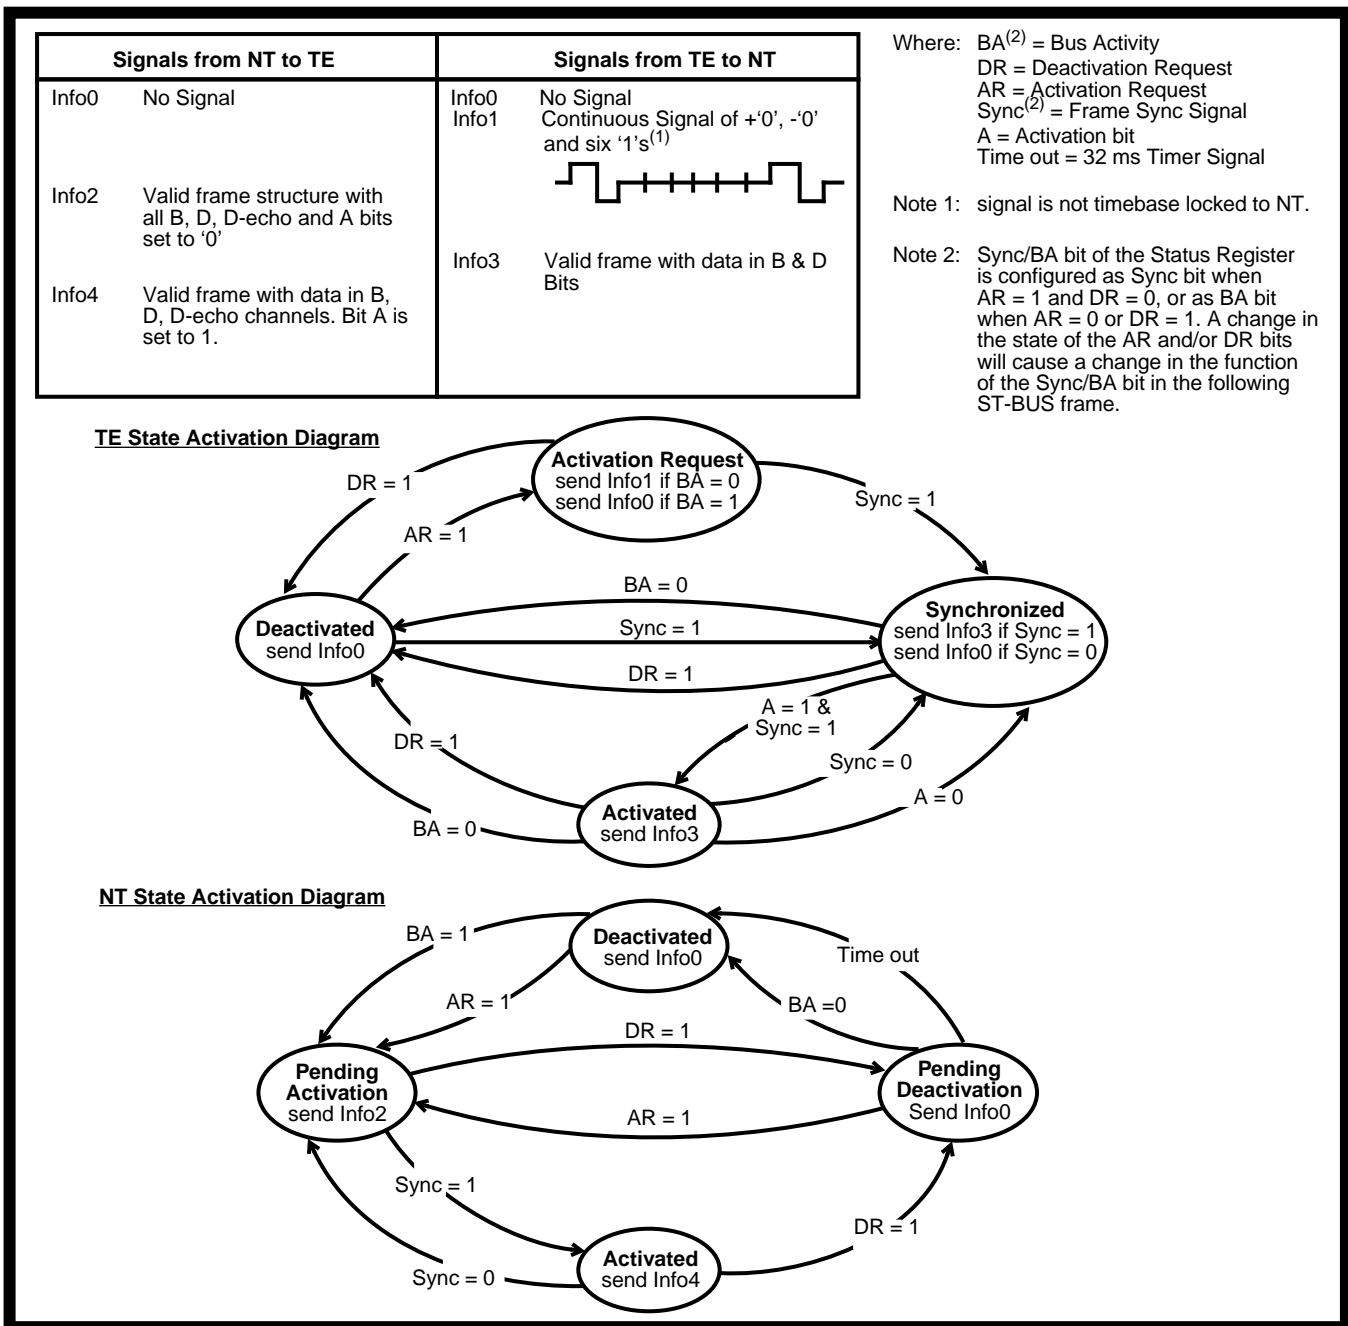 Signals from NT to TE
Info0 No Signal
Info2 Valid frame structure with
all B, D, D-echo and A bits
set to ‘0’
Info4 Valid frame with data in B,
D, D-echo channels. Bit A is
set to 1.
Signals from TE to NT
Info0 No Signal
Info1 Continuous Signal of +‘0’, -‘0’
and six ‘1’s(1)
Info3 Valid frame with data in B & D
Bits
Where: BA(2) = Bus Activity
DR = Deactivation Request
AR = Activation Request
Sync(2) = Frame Sync Signal
A = Activation bit
Time out = 32 ms Timer Signal
Note 1: signal is not timebase locked to NT.
Note 2: Sync/BA bit of the Status Register
is configured as Sync bit when
AR = 1 and DR = 0, or as BA bit
when AR = 0 or DR = 1. A change in
the state of the AR and/or DR bits
will cause a change in the function
of the Sync/BA bit in the following
ST-BUS frame.
TE State Activation Diagram
Activation Request
send Info1 if BA = 0
send Info0 if BA = 1
DR = 1
Sync = 1
AR = 1
BA = 0
Deactivated
send Info0
Sync = 1
Synchronized
send Info3 if Sync = 1
send Info0 if Sync = 0
DR = 1
A = 1 &
Sync = 1
DR = 1
Sync = 0
A = 0
Activated
send Info3
BA = 0
NT State Activation Diagram
BA = 1
Deactivated
send Info0
Time out
AR = 1
BA =0
DR = 1
Pending
Activation
send Info2
Pending
Deactivation
Send Info0
AR = 1
Sync = 1
DR = 1
Activated
send Info4
Sync = 0